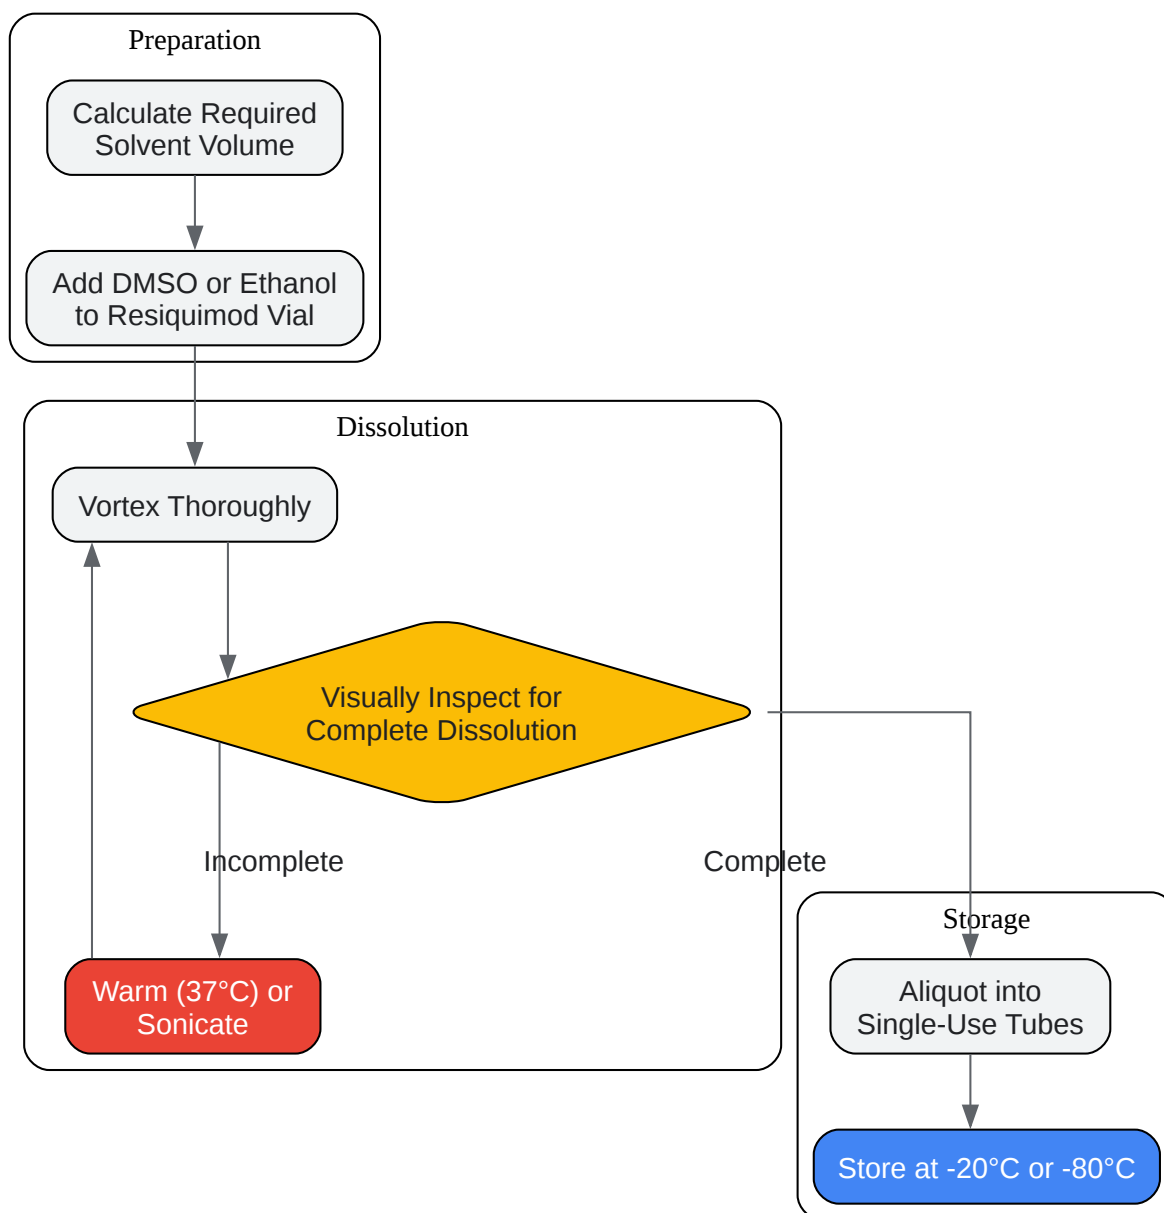 Preparation
Calculate Required
Solvent Volume
Add DMSO or Ethanol
to Resiquimod Vial
Dissolution
Vortex Thoroughly
Visually Inspect for
Complete Dissolution
Incomplete
Complete
Warm (37°C) or
Sonicate
Storage
Aliquot into
Single-Use Tubes
Store at -20°C or -80°C